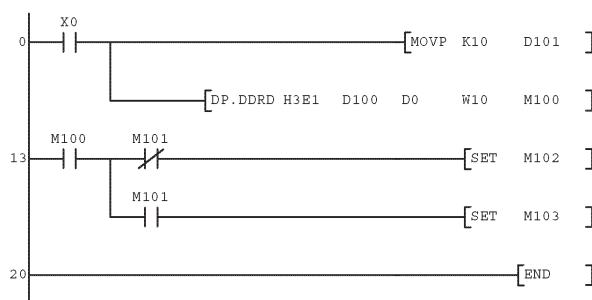 X0
0 MOVP K10 D101
DP.DDRD H3E1 D100 D0 W10 M100
M100 M101
13 SET M102
M101
SET M103
20 END